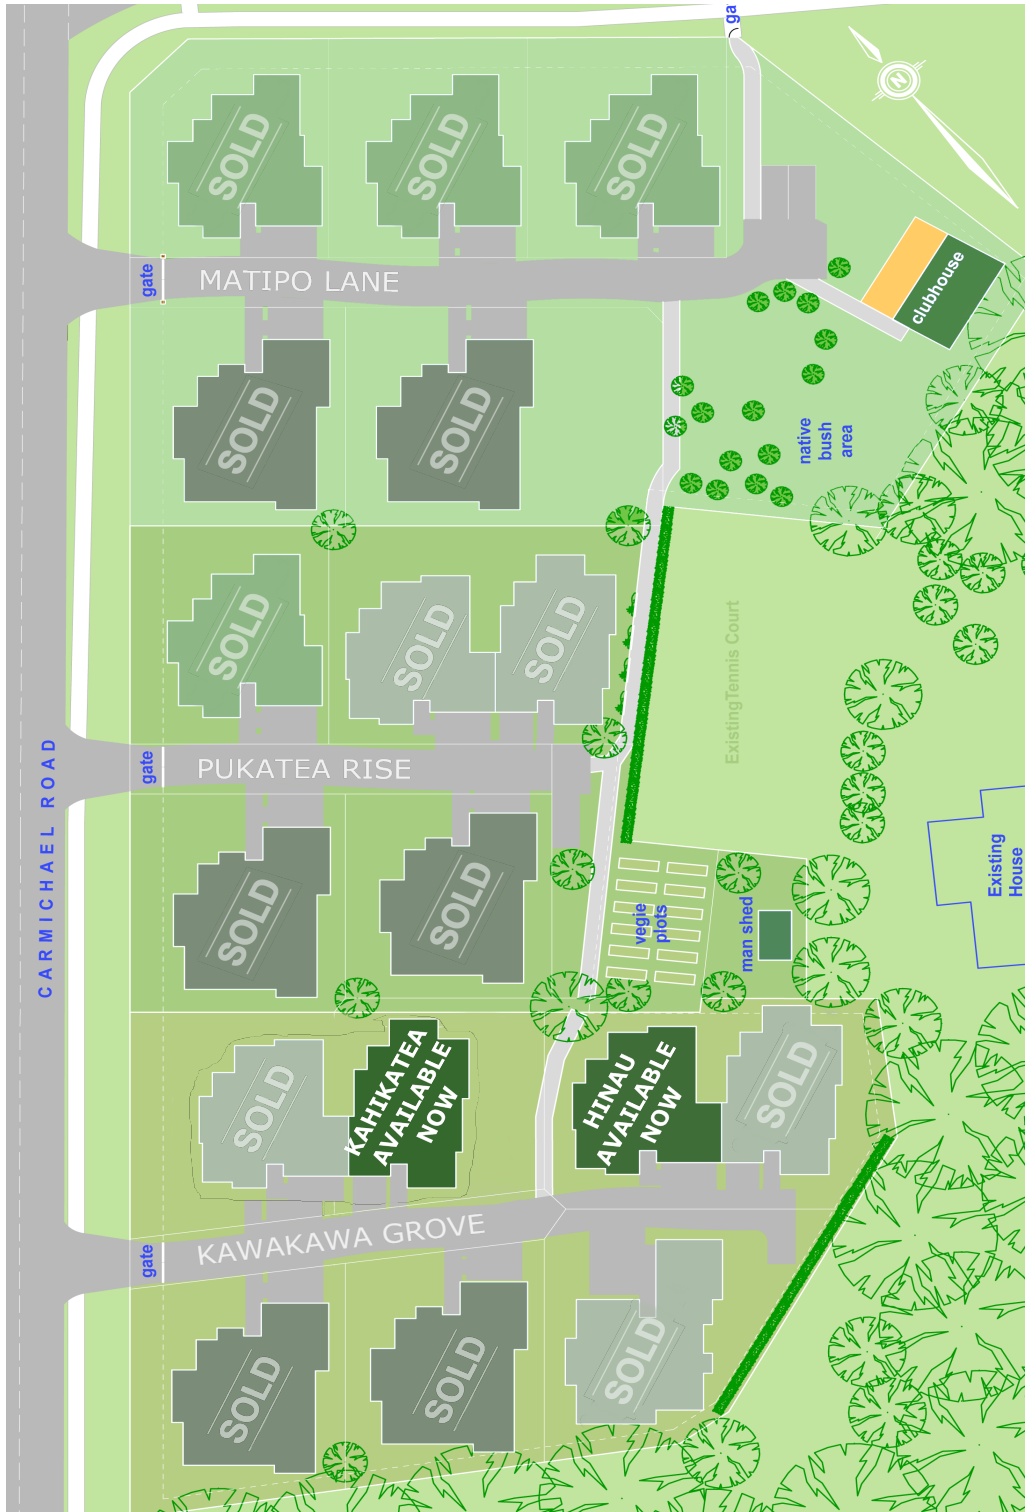 ga
N
SOLD
SOLD
SOLD
gate
MATIPO LANE
clubhouse
SOLD
SOLD
native
bush
area
SOLD
SOLD
SOLD
ExistingTennis Court
gate
PUKATEA RISE
CARMICHAEL ROAD
SOLD
SOLD
vegie
plots
man shed
Existing
House
SOLD
KAHIKATEA
AVAILABLE
NOW
HINAU
AVAILABLE
NOW
SOLD
gate
KAWAKAWA GROVE
SOLD
SOLD
SOLD